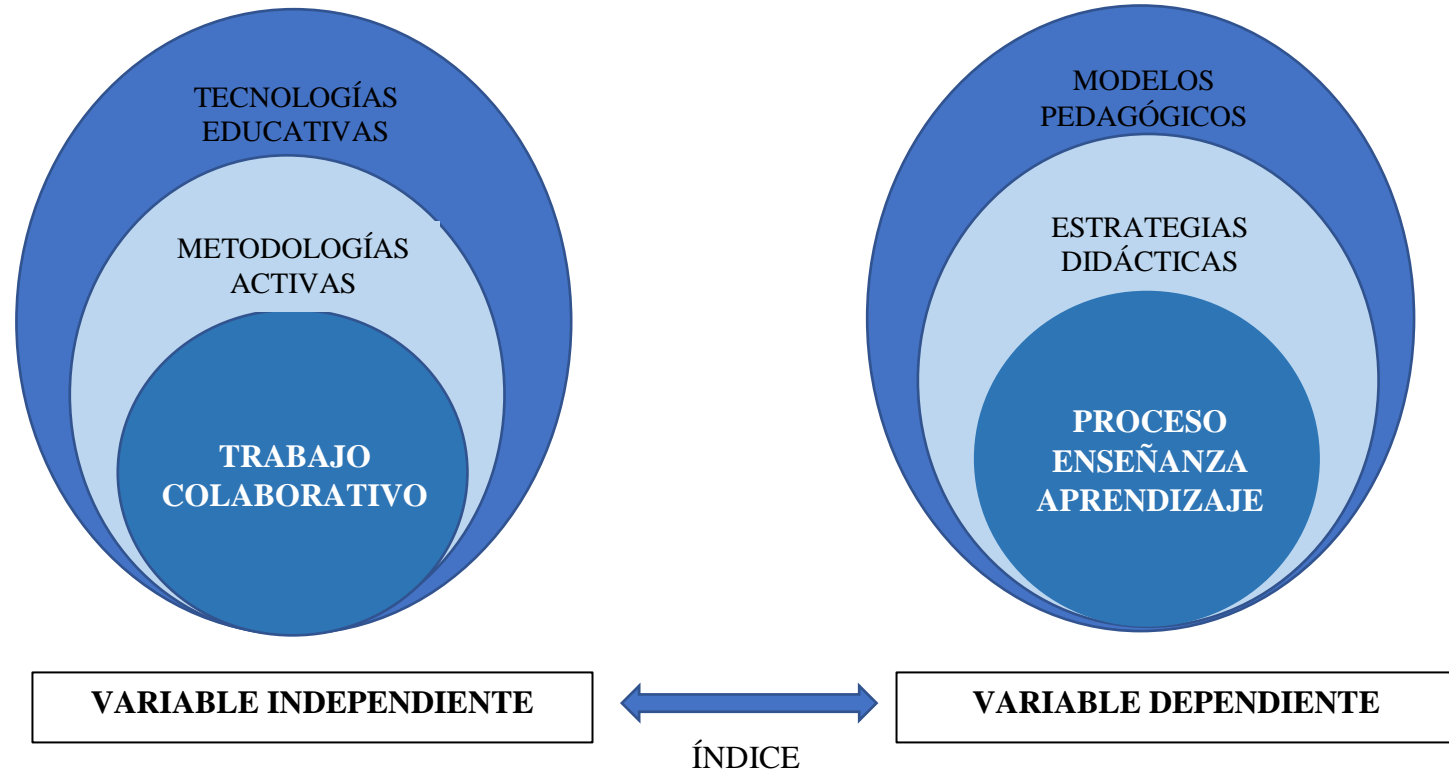 TECNOLOGÍAS
EDUCATIVAS
METODOLOGÍAS
ACTIVAS
TRABAJO
COLABORATIVO
MODELOS
PEDAGÓGICOS
ESTRATEGIAS
DIDÁCTICAS
PROCESO
ENSEÑANZA
APRENDIZAJE
VARIABLE INDEPENDIENTE
VARIABLE DEPENDIENTE
ÍNDICE